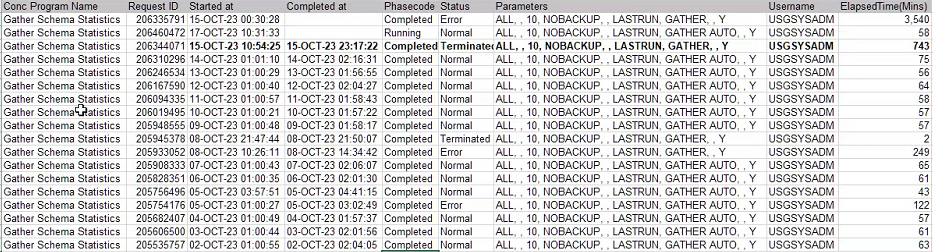 Conc Program Name Request ID Started at Completed at Phasecode Status Parameters Username ElapsedTime(Mins)
Gather Schema Statistics 206335791 15-OCT-23 00:30:28 Completed Error ALL, , 10, NOBACKUP, , LASTRUN, GATHER, , Y USGSYSADM 3,540
Gather Schema Statistics 206460472 17-OCT-23 10:31:33 Running Normal ALL, , 10, NOBACKUP, , LASTRUN, GATHER AUTO, , Y USGSYSADM 58
Gather Schema Statistics 206344071 15-OCT-23 10:54:25 15-OCT-23 23:17:22 Completed Terminated ALL, , 10, NOBACKUP, , LASTRUN, GATHER, , Y USGSYSADM 743
Gather Schema Statistics 206310296 14-OCT-23 01:01:10 14-OCT-23 02:16:31 Completed Normal ALL, , 10, NOBACKUP, , LASTRUN, GATHER AUTO, , Y USGSYSADM 75
Gather Schema Statistics 206246534 13-OCT-23 01:00:29 13-OCT-23 01:56:55 Completed Normal ALL, , 10, NOBACKUP, , LASTRUN, GATHER AUTO, , Y USGSYSADM 56
Gather Schema Statistics 206167590 12-OCT-23 01:00:40 12-OCT-23 02:04:27 Completed Normal ALL, , 10, NOBACKUP, , LASTRUN, GATHER AUTO, , Y USGSYSADM 64
Gather Schema Statistics 206094335 11-OCT-23 01:00:57 11-OCT-23 01:58:43 Completed Normal ALL, , 10, NOBACKUP, , LASTRUN, GATHER AUTO, , Y USGSYSADM 58
Gather Schema Statistics 206019495 10-OCT-23 01:00:21 10-OCT-23 01:57:22 Completed Normal ALL, , 10, NOBACKUP, , LASTRUN, GATHER AUTO, , Y USGSYSADM 57
Gather Schema Statistics 205948555 09-OCT-23 01:00:48 09-OCT-23 01:58:17 Completed Normal ALL, , 10, NOBACKUP, , LASTRUN, GATHER AUTO, , Y USGSYSADM 57
Gather Schema Statistics 205945378 08-OCT-23 21:47:44 08-OCT-23 21:50:07 Completed Terminated ALL, , 10, NOBACKUP, , LASTRUN, GATHER, , Y USGSYSADM 2
Gather Schema Statistics 205933052 08-OCT-23 10:26:11 08-OCT-23 14:34:42 Completed Error ALL, , 10, NOBACKUP, , LASTRUN, GATHER, , Y USGSYSADM 249
Gather Schema Statistics 205908333 07-OCT-23 01:00:43 07-OCT-23 02:06:07 Completed Normal ALL, , 10, NOBACKUP, , LASTRUN, GATHER AUTO, , Y USGSYSADM 65
Gather Schema Statistics 205828351 06-OCT-23 01:00:35 06-OCT-23 02:01:30 Completed Normal ALL, , 10, NOBACKUP, , LASTRUN, GATHER AUTO, , Y USGSYSADM 61
Gather Schema Statistics 205756496 05-OCT-23 03:57:51 05-OCT-23 04:41:15 Completed Normal ALL, , 10, NOBACKUP, , LASTRUN, GATHER AUTO, , Y USGSYSADM 43
Gather Schema Statistics 205754176 05-OCT-23 01:00:27 05-OCT-23 03:02:49 Completed Error ALL, , 10, NOBACKUP, , LASTRUN, GATHER AUTO, , Y USGSYSADM 122
Gather Schema Statistics 205682407 04-OCT-23 01:00:49 04-OCT-23 01:57:37 Completed Normal ALL, , 10, NOBACKUP, , LASTRUN, GATHER AUTO, , Y USGSYSADM 57
Gather Schema Statistics 205606500 03-OCT-23 01:00:44 03-OCT-23 02:01:56 Completed Normal ALL, , 10, NOBACKUP, , LASTRUN, GATHER AUTO, , Y USGSYSADM 61
Gather Schema Statistics 205535757 02-OCT-23 01:00:55 02-OCT-23 02:04:05 Completed Normal ALL, , 10, NOBACKUP, , LASTRUN, GATHER AUTO, , Y USGSYSADM 63